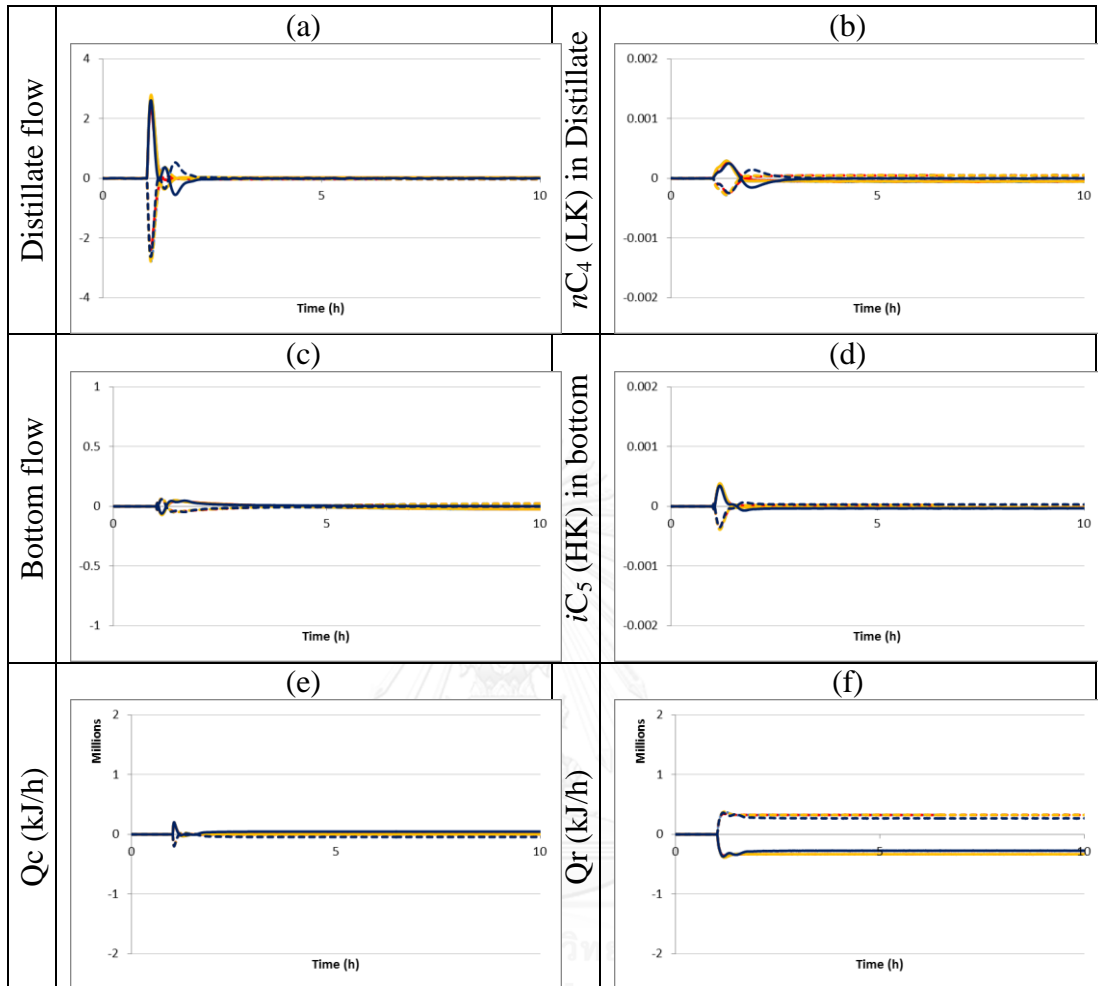 (a)
(b)
Distillate flow
4
2
0
-2
-4
0
5
10
Time (h)
nC4 (LK) in Distillate
0.002
0.001
0
-0.001
-0.002
0
5
10
Time (h)
(c)
(d)
Bottom flow
1
0.5
0
-0.5
-1
0
5
10
Time (h)
iC5 (HK) in bottom
0.002
0.001
0
-0.001
-0.002
0
5
10
Time (h)
(e)
(f)
Qc (kJ/h)
Millions
2
1
0
-1
-2
0
5
10
Time (h)
Qr (kJ/h)
Millions
2
1
0
-1
-2
0
5
10
Time (h)